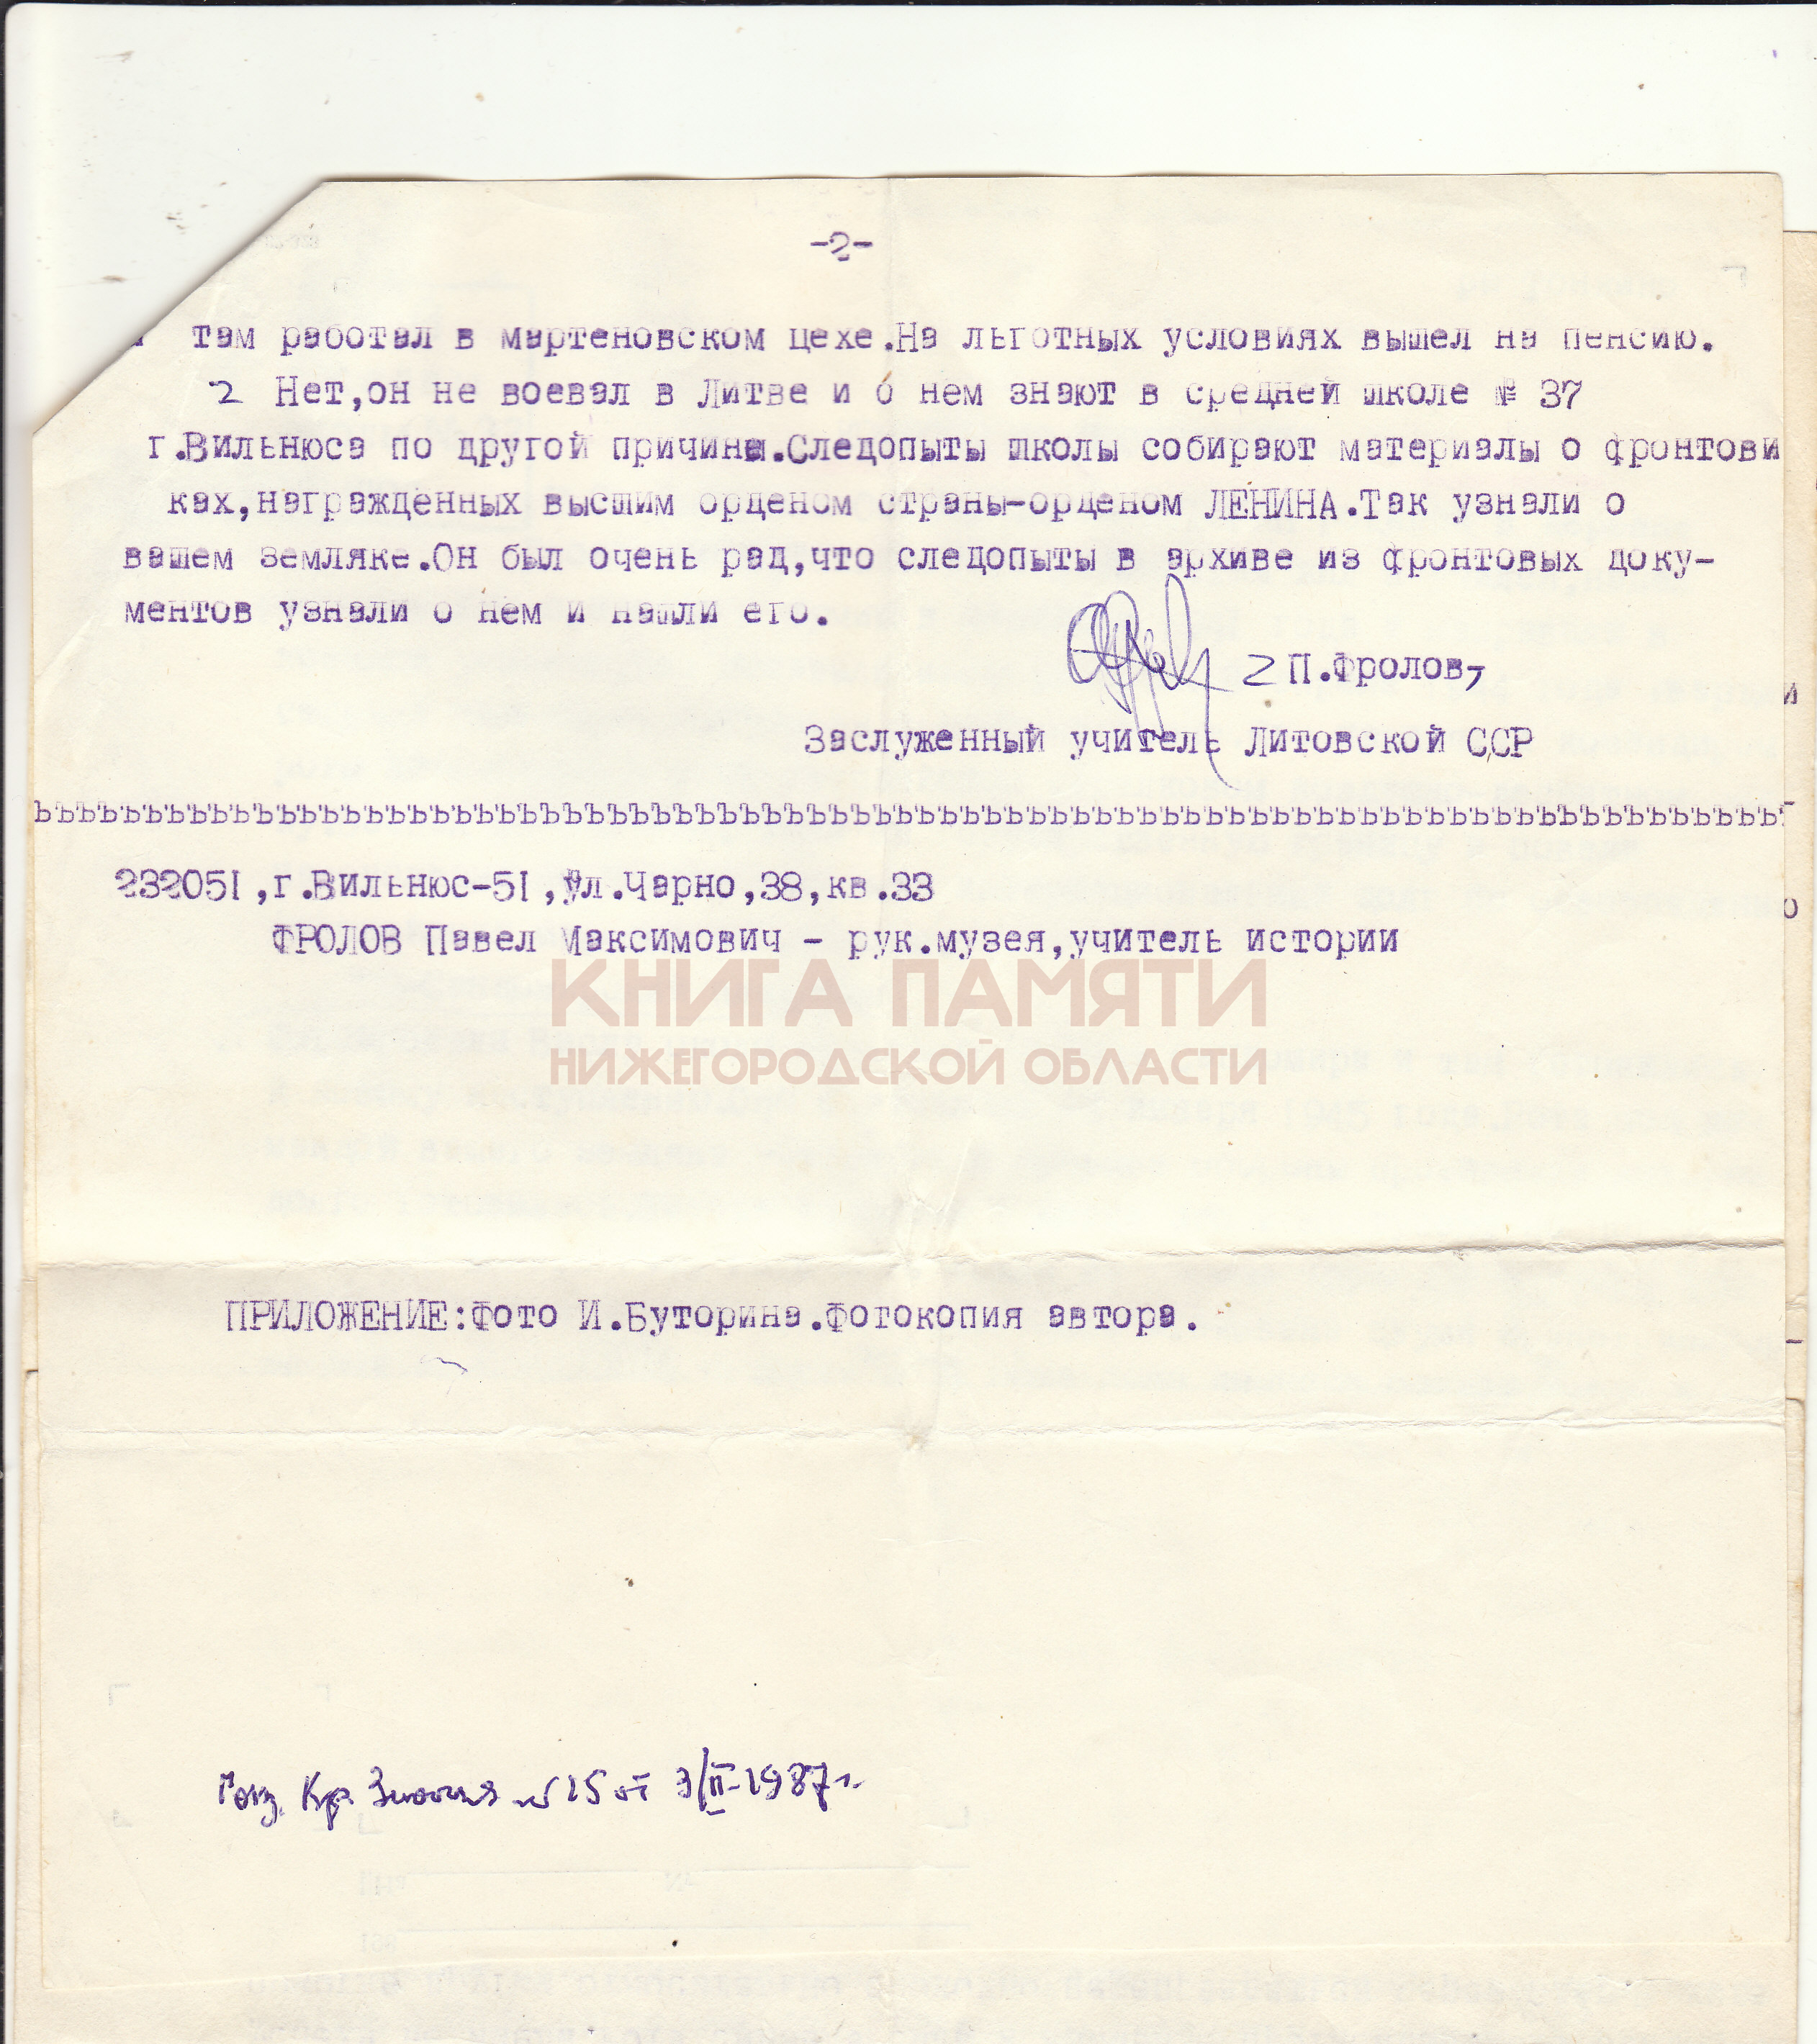 -2-
там работал в мартеновском цехе.На льготных условиях вышел на пенсию.
2 Нет,он не воевал в Литве и о нем знают в средней школе № 37
г.Вильнюса по другой причины.Следопыты школы собирают материалы о фронтови
ках,награжденных высшим орденом страны-орденом ЛЕНИНА.Так узнали о
вашем земляке.Он был очень рад,что следопыты в архиве из фронтовых доку-
ментов узнали о нем и нашли его.
П.Фролов,
Заслуженный учитель Литовской ССР
232051,г.Вильнюс-51,ул.Чарно,38,кв.33
ФРОЛОВ Павел Максимович - рук.музея,учитель истории
КНИГА ПАМЯТИ
НИЖЕГОРОДСКОЙ ОБЛАСТИ
ПРИЛОЖЕНИЕ:Фото И.Буторина.Фотокопия автора.
Газ. Кр. Знамя № 15 от 3/II-1987г.